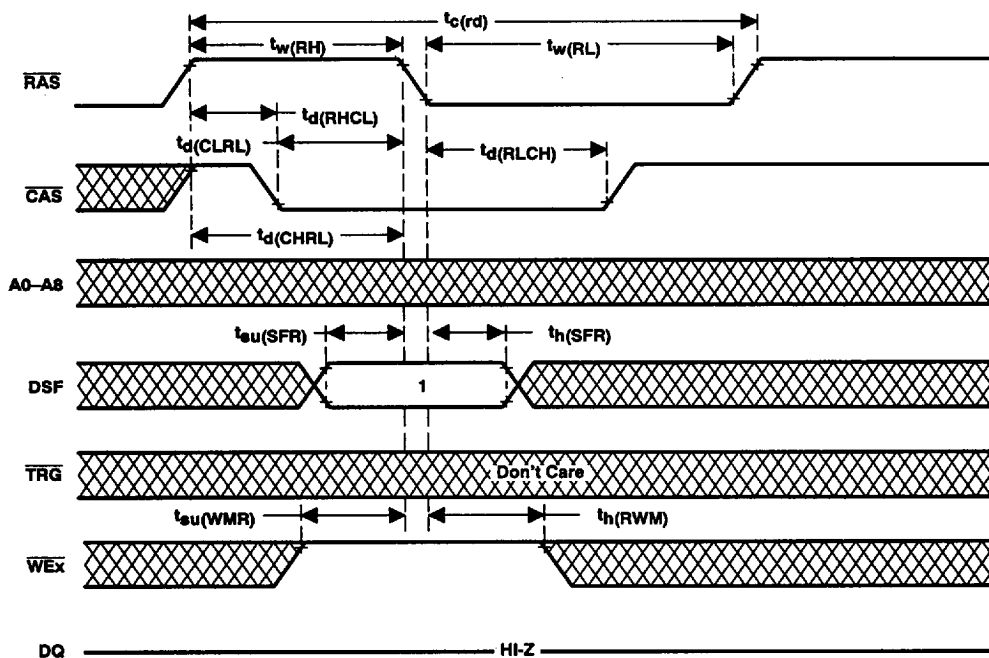 tc(rd)
tw(RH)
tw(RL)
RAS
td(RHCL)
td(CLRL)
td(RLCH)
CAS
td(CHRL)
A0–A8
tsu(SFR)
th(SFR)
DSF
1
TRG
Don't Care
tsu(WMR)
th(RWM)
WEx
DQ
HI-Z